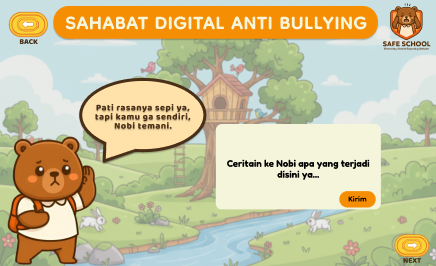 SAHABAT DIGITAL ANTI BULLYING
BACK
SAFE SCHOOL
Pati rasanya sepi ya,
tapi kamu ga sendiri,
Nobi temani.
Ceritain ke Nobi apa yang terjadi
disini ya...
Kirim
NEXT